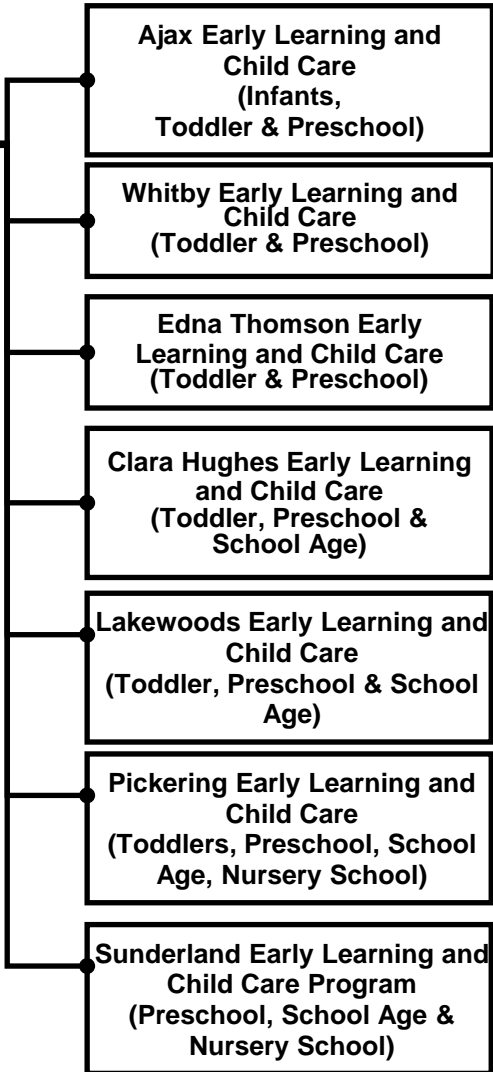 Ajax Early Learning and
Child Care
(Infants,
Toddler & Preschool)
Whitby Early Learning and
Child Care
(Toddler & Preschool)
Edna Thomson Early
Learning and Child Care
(Toddler & Preschool)
Clara Hughes Early Learning
and Child Care
(Toddler, Preschool &
School Age)
Lakewoods Early Learning and
Child Care
(Toddler, Preschool & School
Age)
Pickering Early Learning and
Child Care
(Toddlers, Preschool, School
Age, Nursery School)
Sunderland Early Learning and
Child Care Program
(Preschool, School Age &
Nursery School)